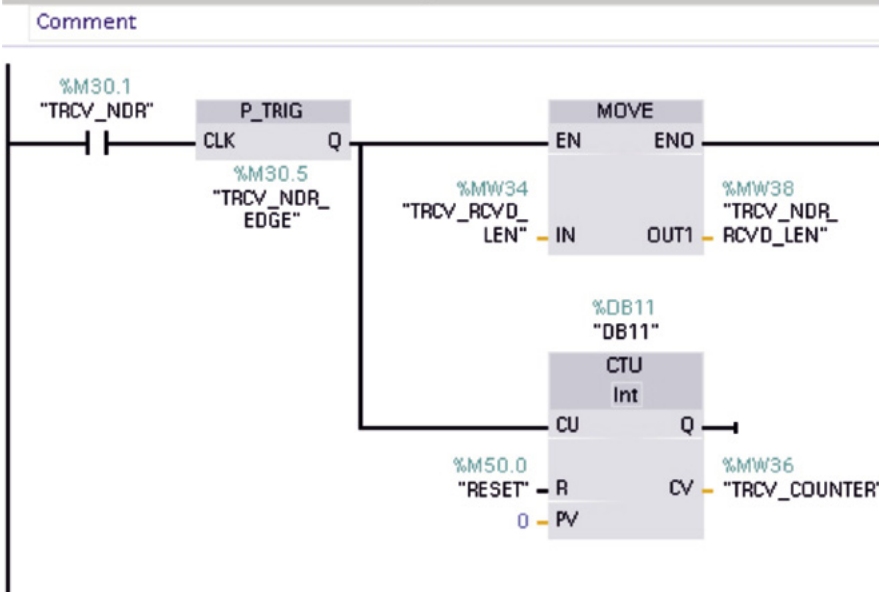 Comment
%M30.1
"TRCV_NDR"
P_TRIG
CLK Q
%M30.5
"TRCV_NDR_
EDGE"
MOVE
EN ENO
%MW34
"TRCV_RCVD_
LEN"
IN OUT1
%MW38
"TRCV_NDR_
RCVD_LEN"
%DB11
"DB11"
CTU
Int
CU Q
%M50.0
"RESET"
R CV
%MW36
"TRCV_COUNTER"
0 PV